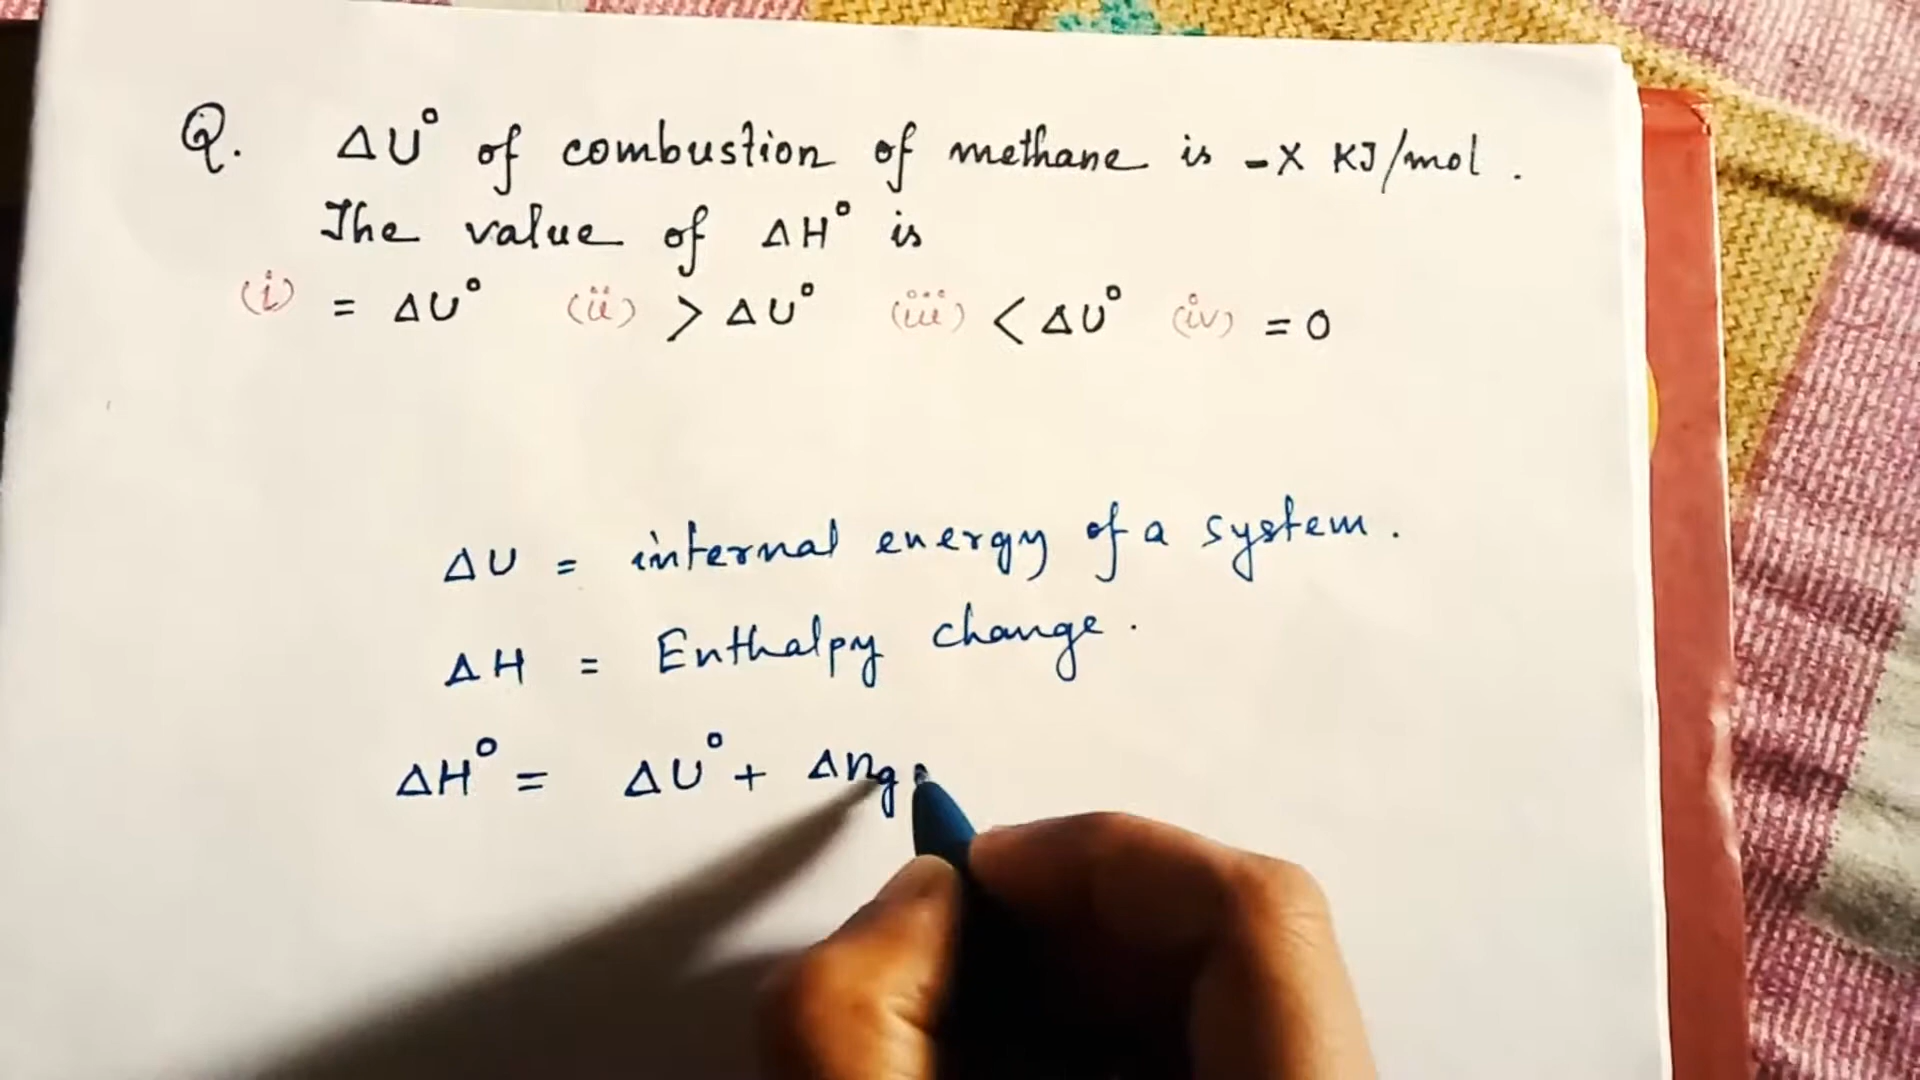 Q. ΔU° of combustion of methane is -X KJ/mol.
The value of ΔH° is
(i) = ΔU° (ii) > ΔU° (iii) < ΔU° (iv) = 0
ΔU = internal energy of a system.
ΔH = Enthalpy change.
ΔH° = ΔU° + Δng